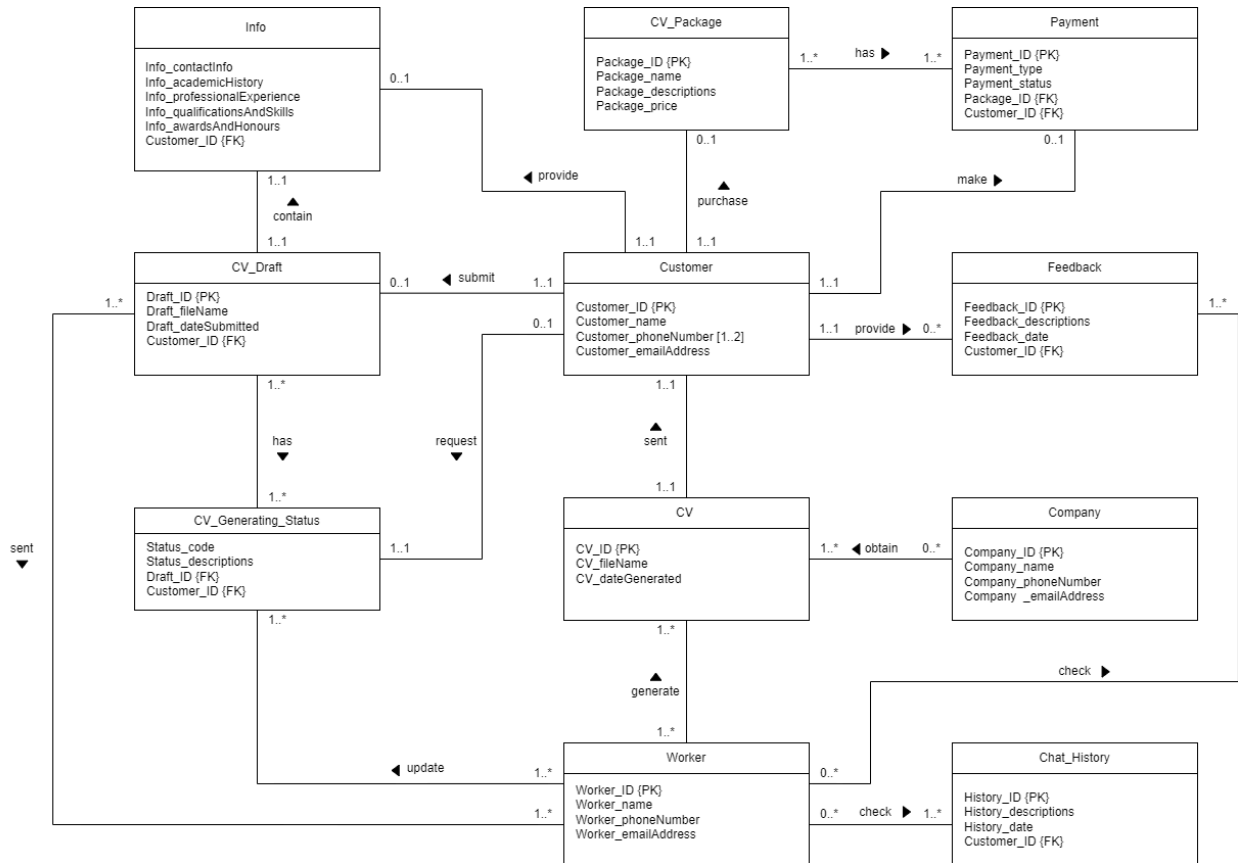 Info
Info_contactInfo
Info_academicHistory
Info_professionalExperience
Info_qualificationsAndSkills
Info_awardsAndHonours
Customer_ID {FK}
CV_Package
Package_ID {PK}
Package_name
Package_descriptions
Package_price
1..*
has
1..*
Payment
Payment_ID {PK}
Payment_type
Payment_status
Package_ID {FK}
Customer_ID {FK}
0..1
1..1
contain
1..1
provide
1..1
0..1
purchase
1..1
0..1
make
1..1
CV_Draft
Draft_ID {PK}
Draft_fileName
Draft_dateSubmitted
Customer_ID {FK}
0..1
submit
1..1
Customer
Customer_ID {PK}
Customer_name
Customer_phoneNumber [1..2]
Customer_emailAddress
1..1
provide
0..*
Feedback
Feedback_ID {PK}
Feedback_descriptions
Feedback_date
Customer_ID {FK}
1..*
1..*
0..1
1..*
has
1..*
request
1..1
1..1
sent
1..1
CV_Generating_Status
Status_code
Status_descriptions
Draft_ID {FK}
Customer_ID {FK}
CV
CV_ID {PK}
CV_fileName
CV_dateGenerated
1..*
obtain
0..*
Company
Company_ID {PK}
Company_name
Company_phoneNumber
Company _emailAddress
sent
1..*
1..*
generate
1..*
check
update
1..*
1..*
Worker
Worker_ID {PK}
Worker_name
Worker_phoneNumber
Worker_emailAddress
0..*
0..*
check
1..*
Chat_History
History_ID {PK}
History_descriptions
History_date
Customer_ID {FK}